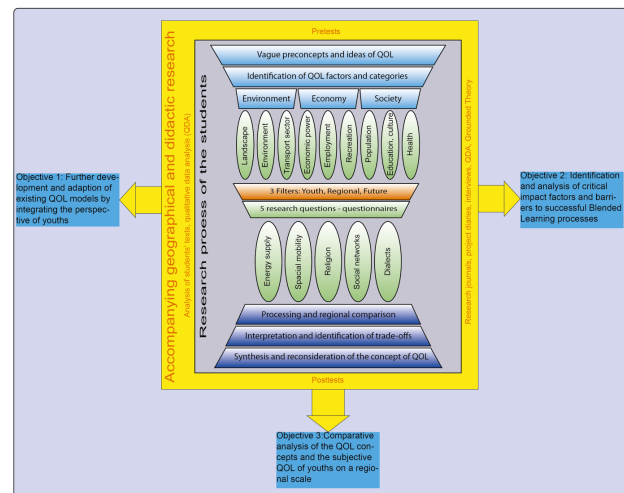 Pretests
Accompanying geographical and didactic research
Analysis of students' texts, qualitative data analysis (QDA)
Research process of the students
Vague preconcepts and ideas of QOL
Identification of QOL factors and categories
Environment
Economy
Society
Landscape
Environment
Transport sector
Economic power
Employment
Recreation
Population
Education, culture
Health
3 Filters: Youth, Regional, Future
5 research questions - questionnaires
Energy supply
Spacial mobility
Religion
Social networks
Dialects
Processing and regional comparison
Interpretation and identification of trade-offs
Synthesis and reconsideration of the concept of QOL
Research journals, project diaries, interviews, QDA, Grounded Theory
Posttests
Objective 1: Further deve-
lopment and adaption of
existing QOL models by
integrating the perspec-
tive of youths
Objective 2: Identification
and analysis of critical
impact factors and barri-
ers to successful Blended
Learning processes
Objective 3:Comparative
analysis of the QOL con-
cepts and the subjective
QOL of youths on a regio-
nal scale